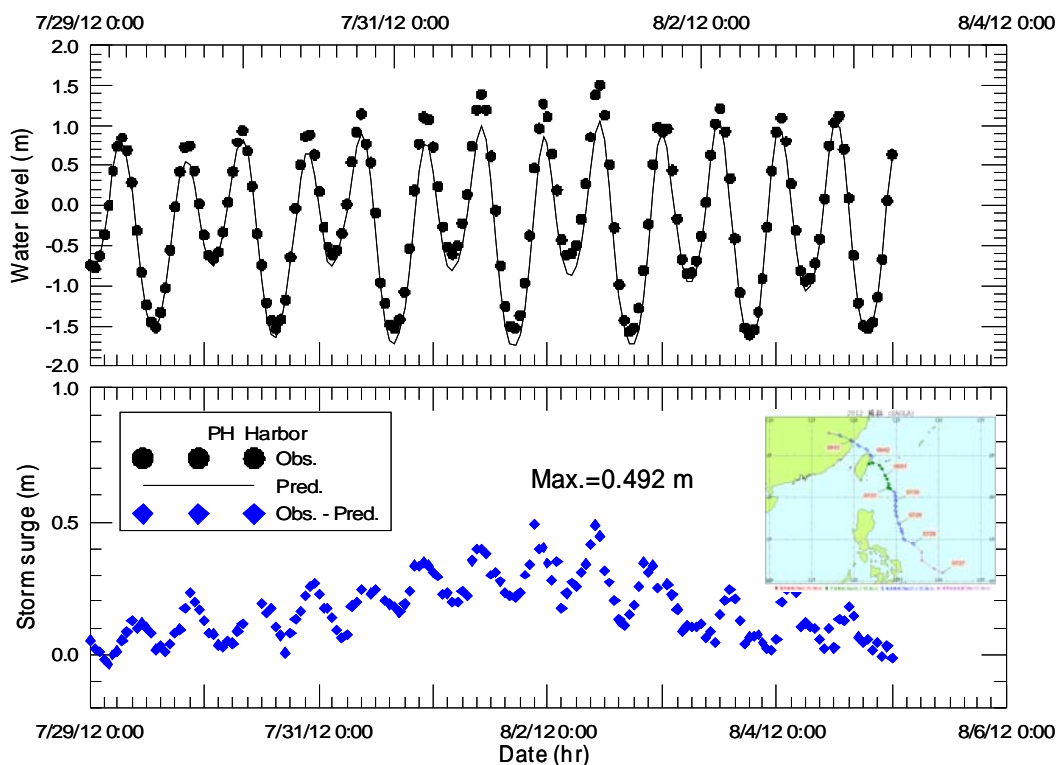 7/29/12 0:00 7/31/12 0:00 8/2/12 0:00 8/4/12 0:00
2.0
1.5
1.0
0.5
0.0
-0.5
-1.0
-1.5
-2.0
Water level (m)
1.0
0.5
0.0
Storm surge (m)
PH Harbor
Obs.
Pred.
Obs. - Pred.
Max.=0.492 m
7/29/12 0:00 7/31/12 0:00 8/2/12 0:00 8/4/12 0:00 8/6/12 0:00
Date (hr)